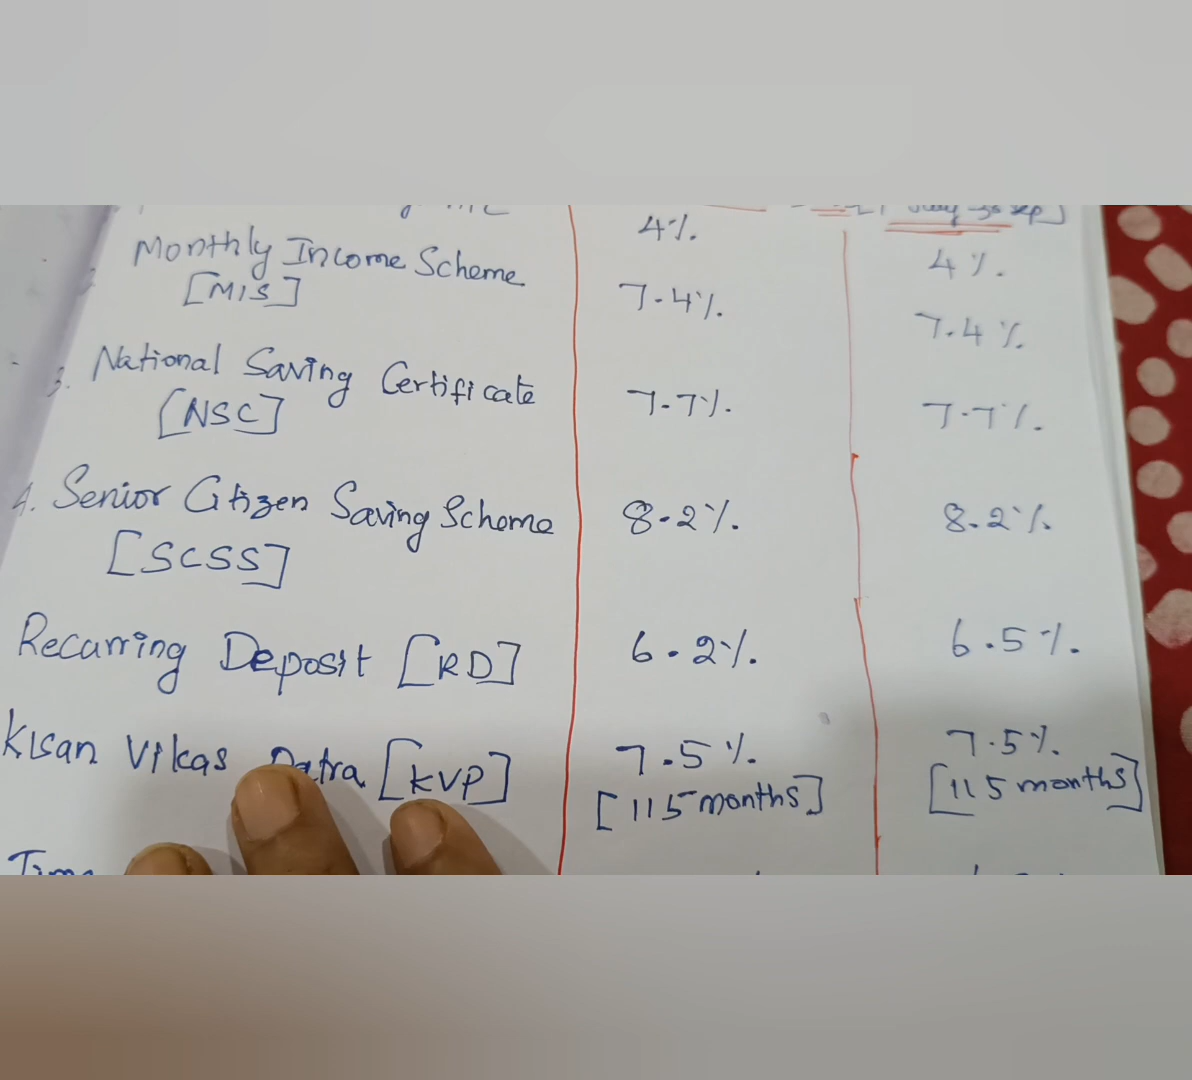 4%.
4%.
Monthly Income Scheme
[MIS]
7.4%.
7.4%.
3. National Saving Certificate
[NSC]
7.7%.
7.7%.
4. Senior Citizen Saving Scheme
[SCSS]
8.2%.
8.2%.
Recurring Deposit [RD]
6.2%.
6.5%.
Kisan Vikas Patra [KVP]
7.5%.
[115 months]
7.5%.
[115 months]